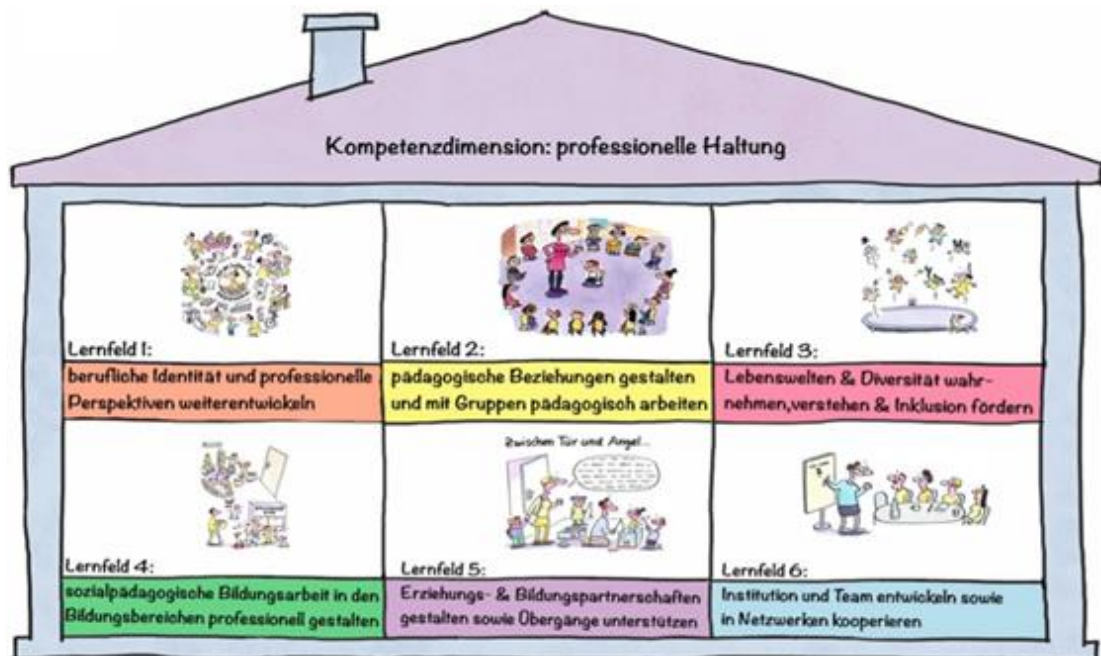 Kompetenzdimension: professionelle Haltung
Lernfeld 1:
berufliche Identität und professionelle
Perspektiven weiterentwickeln
Lernfeld 2:
pädagogische Beziehungen gestalten
und mit Gruppen pädagogisch arbeiten
Lernfeld 3:
Lebenswelten & Diversität wahr-
nehmen,verstehen & Inklusion fördern
Lernfeld 4:
sozialpädagogische Bildungsarbeit in den
Bildungsbereichen professionell gestalten
Zwischen Tür und Angel...
Lernfeld 5:
Erziehungs- & Bildungspartnerschaften
gestalten sowie Übergänge unterstützen
Lernfeld 6:
Institution und Team entwickeln sowie
in Netzwerken kooperieren